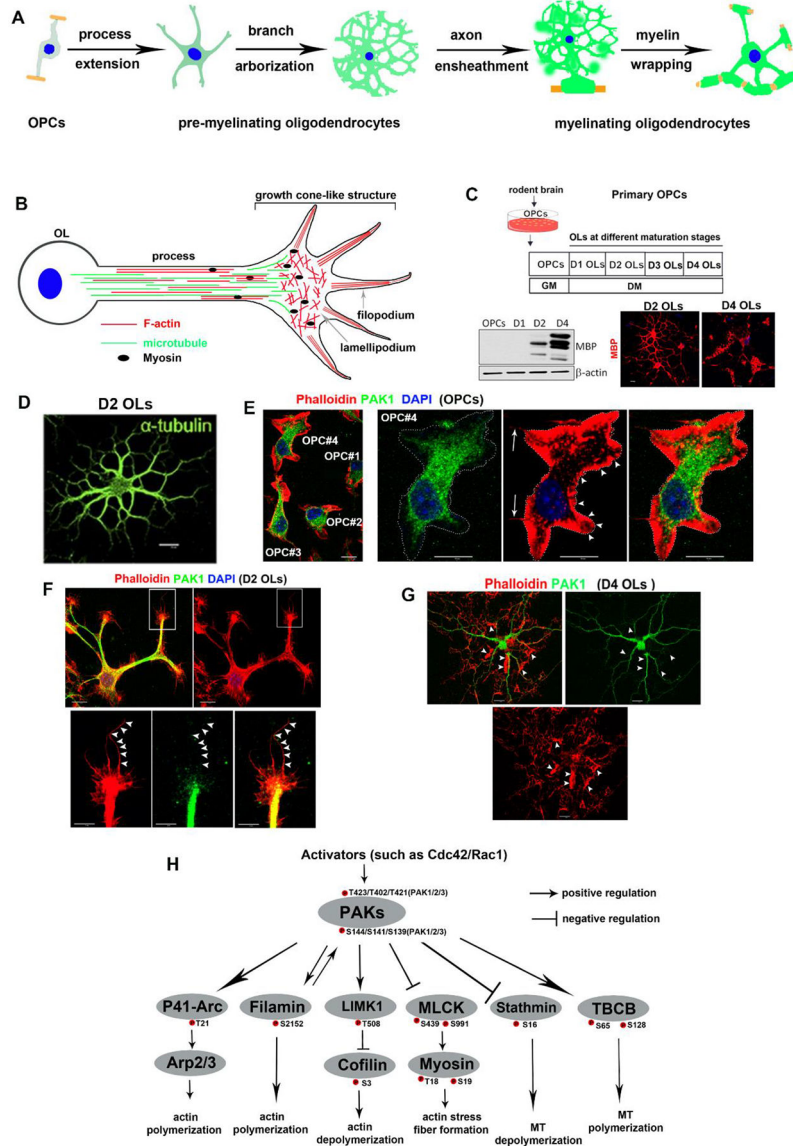 A
process
extension
branch
arborization
axon
ensheathment
myelin
wrapping
OPCs
pre-myelinating oligodendrocytes
myelinating oligodendrocytes
B
growth cone-like structure
OL
process
F-actin
microtubule
Myosin
filopodium
lamellipodium
C
rodent brain
Primary OPCs
OPCs
OLs at different maturation stages
OPCs D1 OLs D2 OLs D3 OLs D4 OLs
GM DM
OPCs D1 D2 D4
MBP
β-actin
D2 OLs D4 OLs
MBP
D
D2 OLs
α-tubulin
E
Phalloidin PAK1 DAPI (OPCs)
OPC#4
OPC#1
OPC#2
OPC#3
OPC#4
F
Phalloidin PAK1 DAPI (D2 OLs)
G
Phalloidin PAK1 (D4 OLs )
H
Activators (such as Cdc42/Rac1)
T423/T402/T421(PAK1/2/3)
PAKs
S144/S141/S139(PAK1/2/3)
positive regulation
negative regulation
P41-Arc Filamin LIMK1 MLCK Stathmin TBCB
T21 S2152 T508 S439 S991 S16 S65 S128
Arp2/3 Cofilin Myosin
S3 T18 S19
actin
polymerization
actin
polymerization
actin
depolymerization
actin stress
fiber formation
MT
depolymerization
MT
polymerization